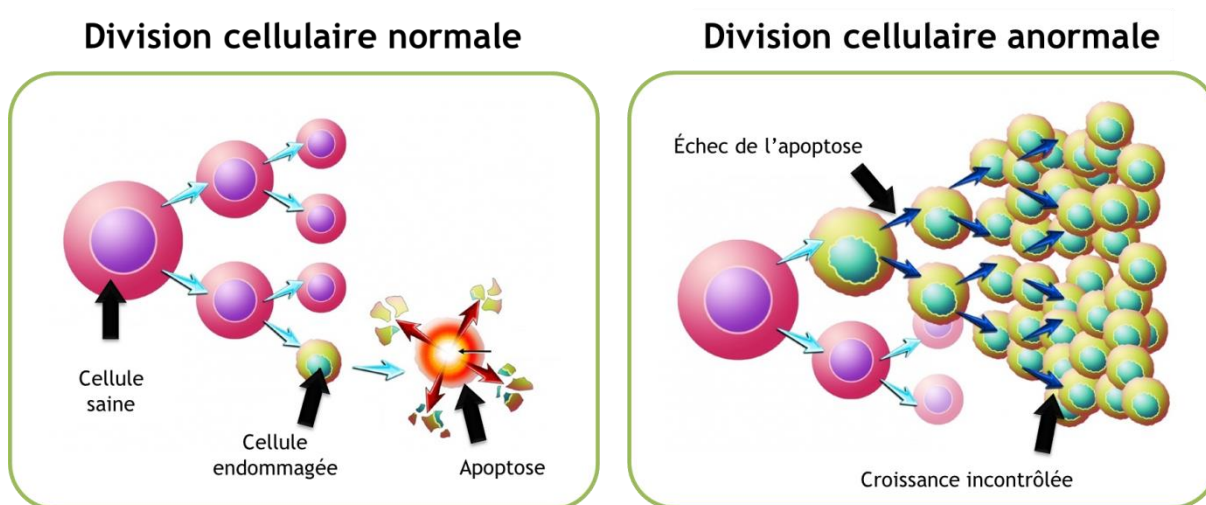 Division cellulaire normale
Division cellulaire anormale
Cellule
saine
Cellule
endommagée
Apoptose
Échec de l’apoptose
Croissance incontrôlée